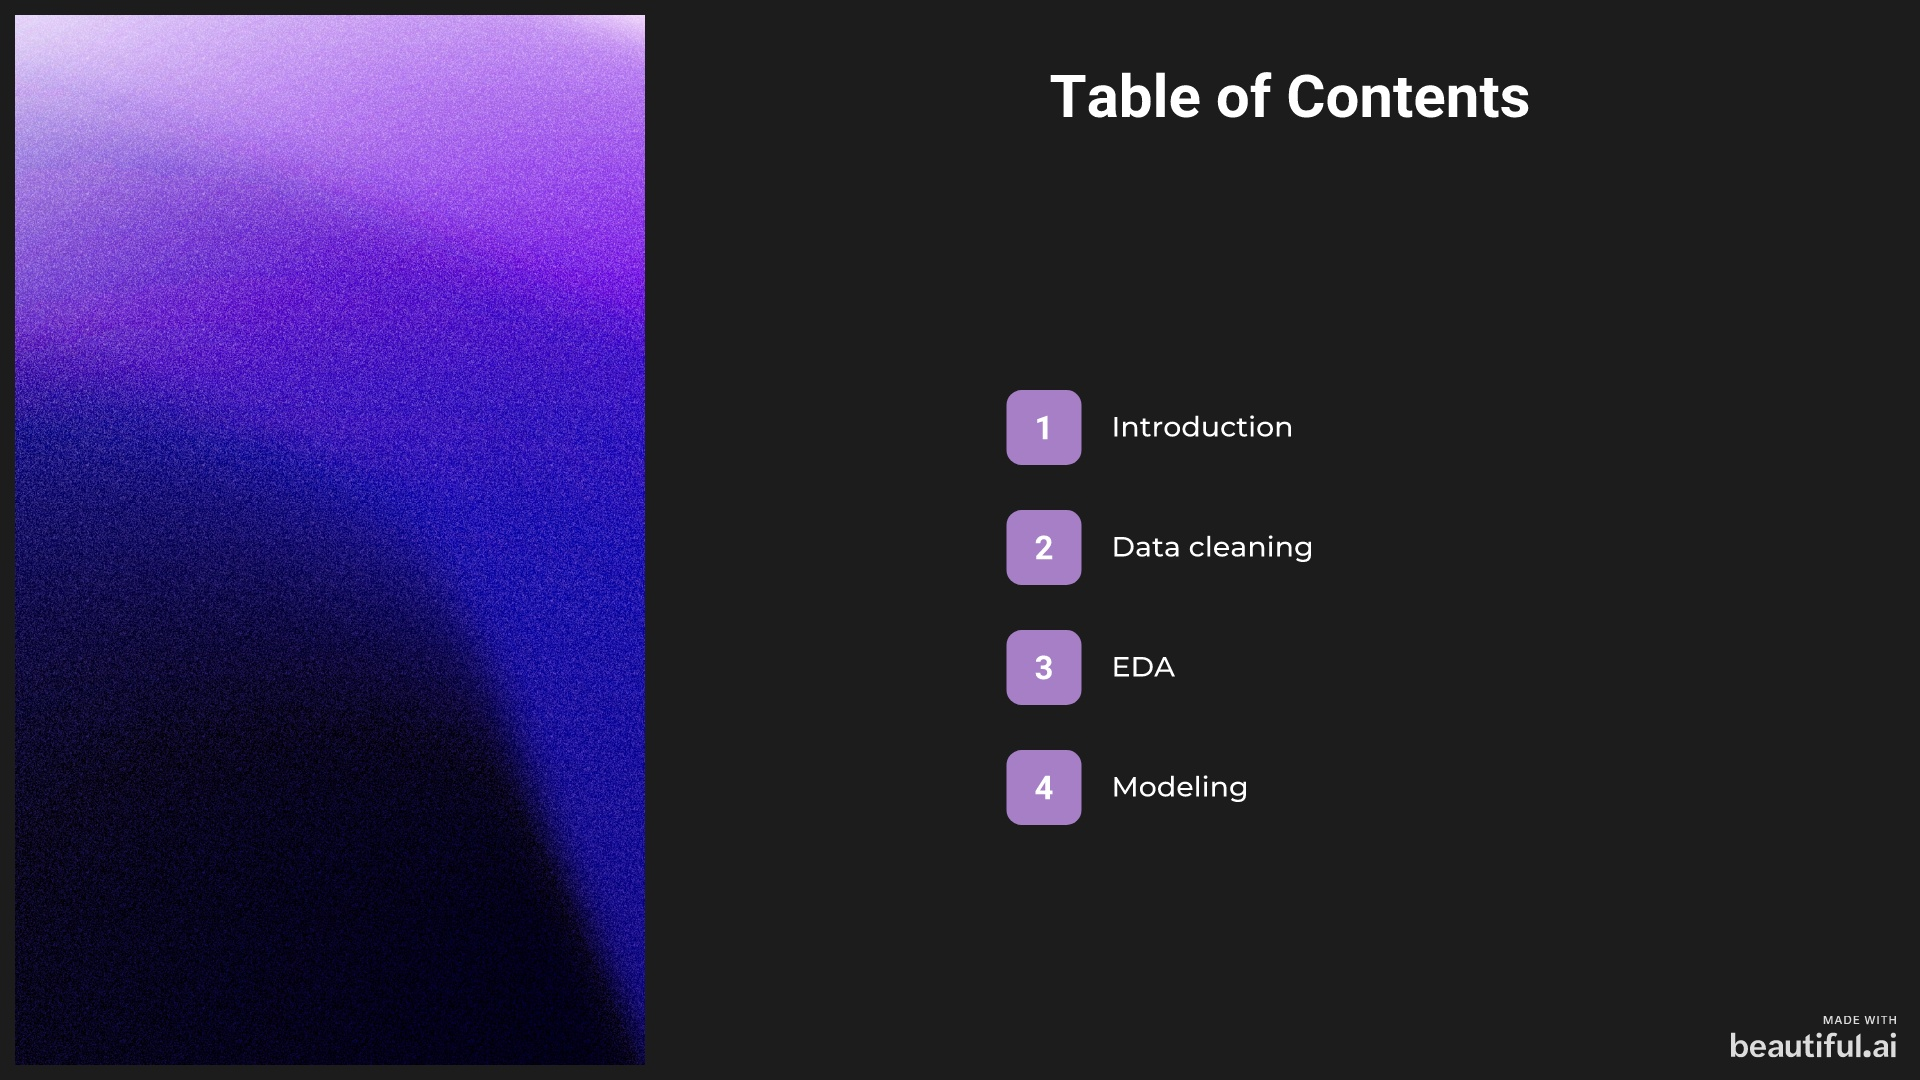 Table of Contents
1 Introduction
2 Data cleaning
3 EDA
4 Modeling
MADE WITH
beautiful.ai